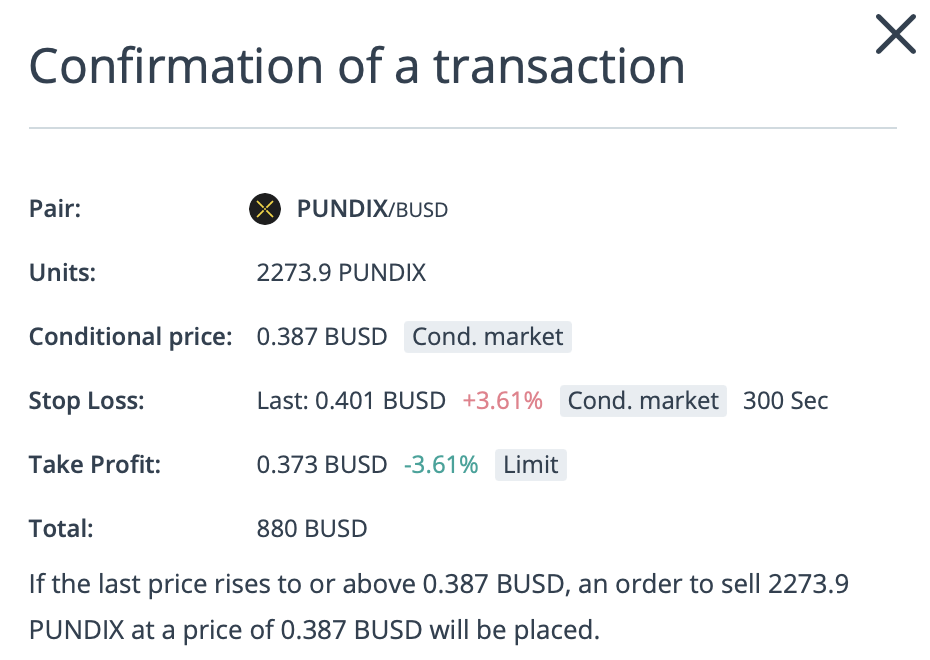 Confirmation of a transaction
Pair: PUNDIX/BUSD
Units: 2273.9 PUNDIX
Conditional price: 0.387 BUSD Cond. market
Stop Loss: Last: 0.401 BUSD +3.61% Cond. market 300 Sec
Take Profit: 0.373 BUSD -3.61% Limit
Total: 880 BUSD
If the last price rises to or above 0.387 BUSD, an order to sell 2273.9
PUNDIX at a price of 0.387 BUSD will be placed.